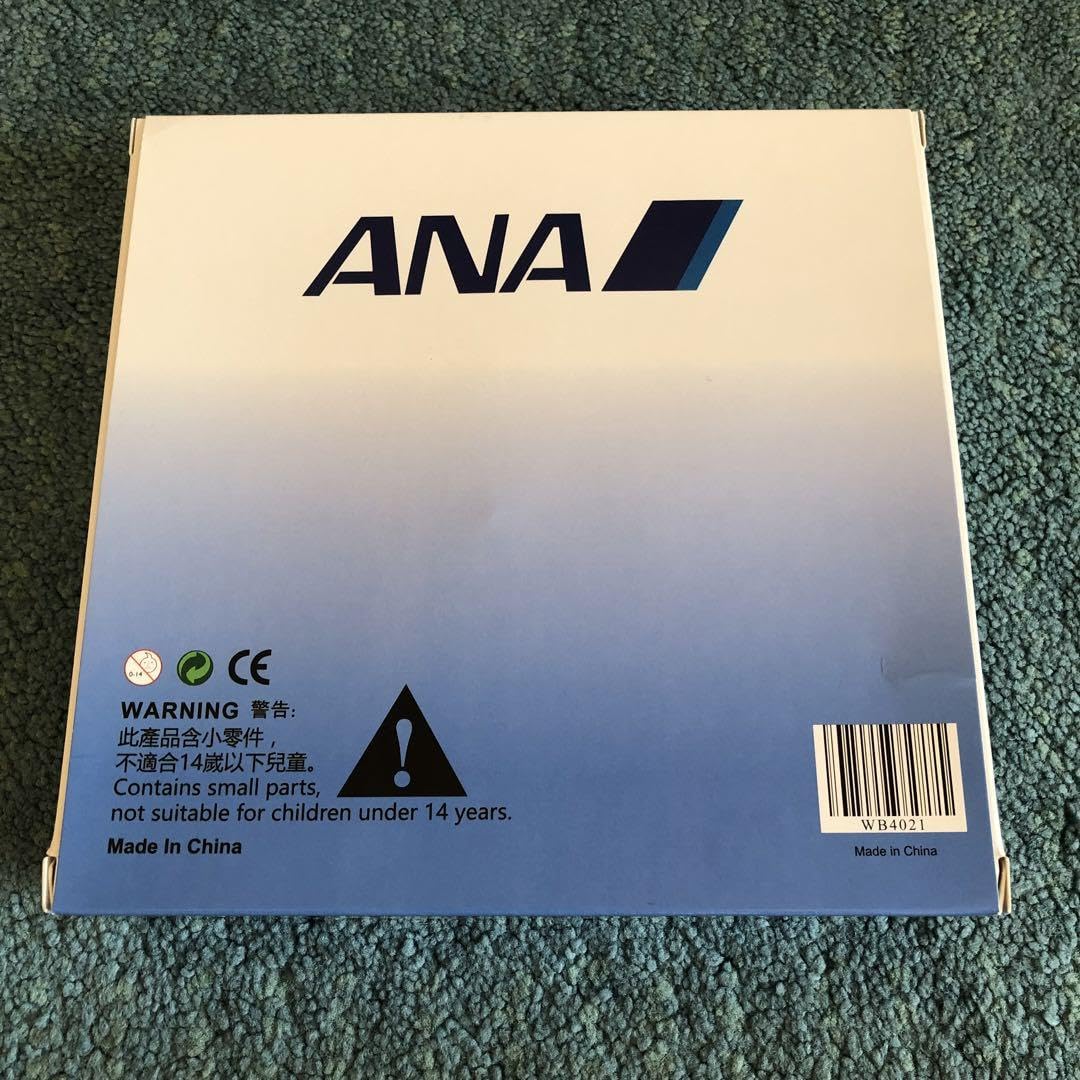 ANA
0-14
CE
WARNING 警告:
此產品含小零件，
不適合14歲以下兒童。
Contains small parts,
not suitable for children under 14 years.
Made In China
WB4021
Made in China